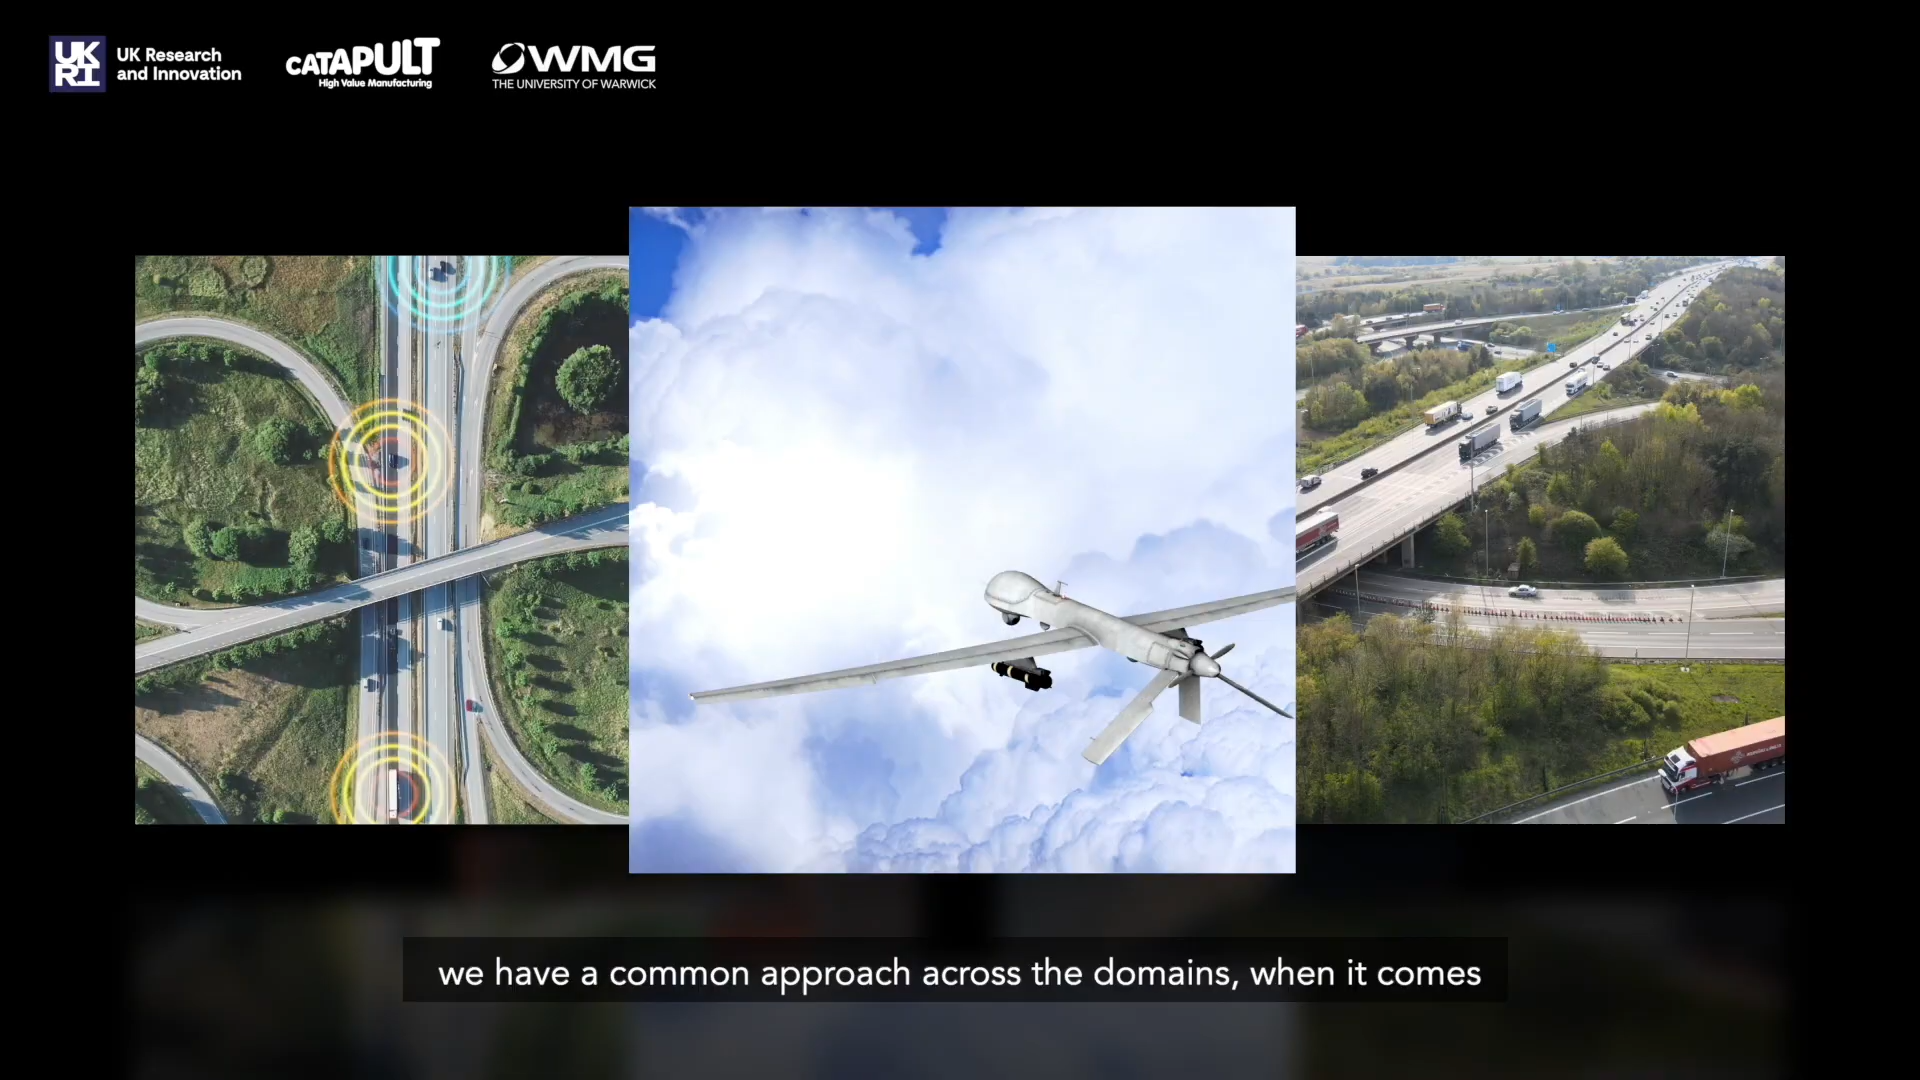 UK
RI
UK Research
and Innovation
CATAPULT
High Value Manufacturing
WMG
THE UNIVERSITY OF WARWICK
we have a common approach across the domains, when it comes